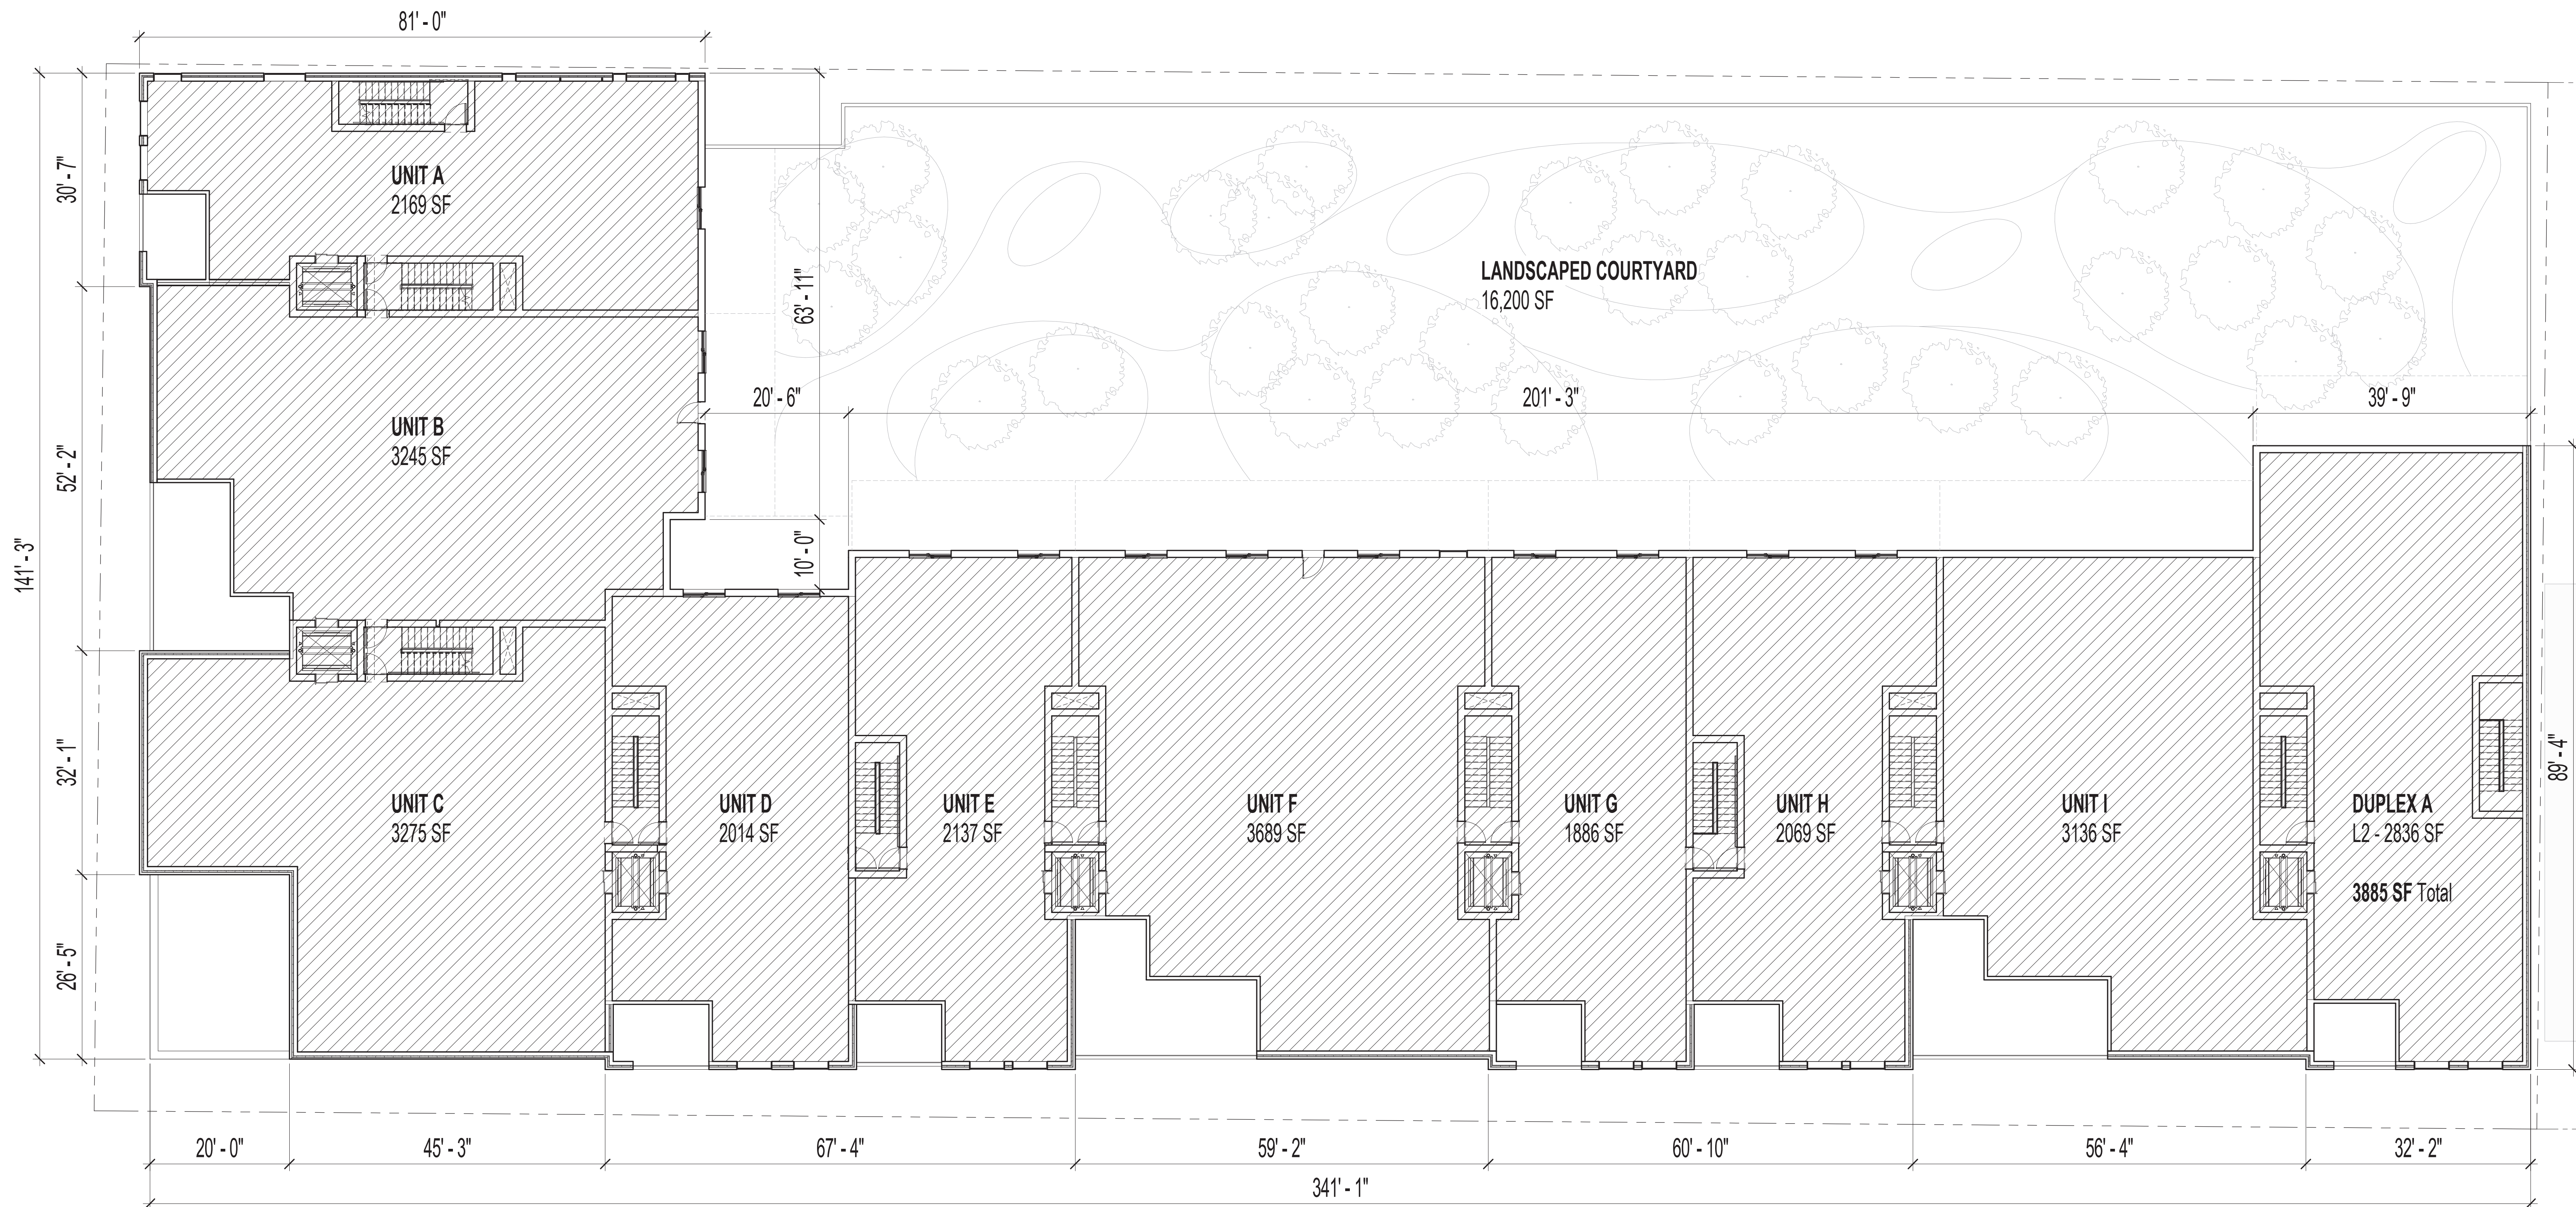 81' - 0"
30' - 7"
UNIT A
2169 SF
63' - 11"
LANDSCAPED COURTYARD
16,200 SF
20' - 6"
201' - 3"
39' - 9"
52' - 2"
UNIT B
3245 SF
141' - 3"
10' - 0"
32' - 1"
89' - 4"
UNIT C
3275 SF
UNIT D
2014 SF
UNIT E
2137 SF
UNIT F
3689 SF
UNIT G
1886 SF
UNIT H
2069 SF
UNIT I
3136 SF
DUPLEX A
L2 - 2836 SF
3885 SF Total
26' - 5"
20' - 0"
45' - 3"
67' - 4"
59' - 2"
60' - 10"
56' - 4"
32' - 2"
341' - 1"